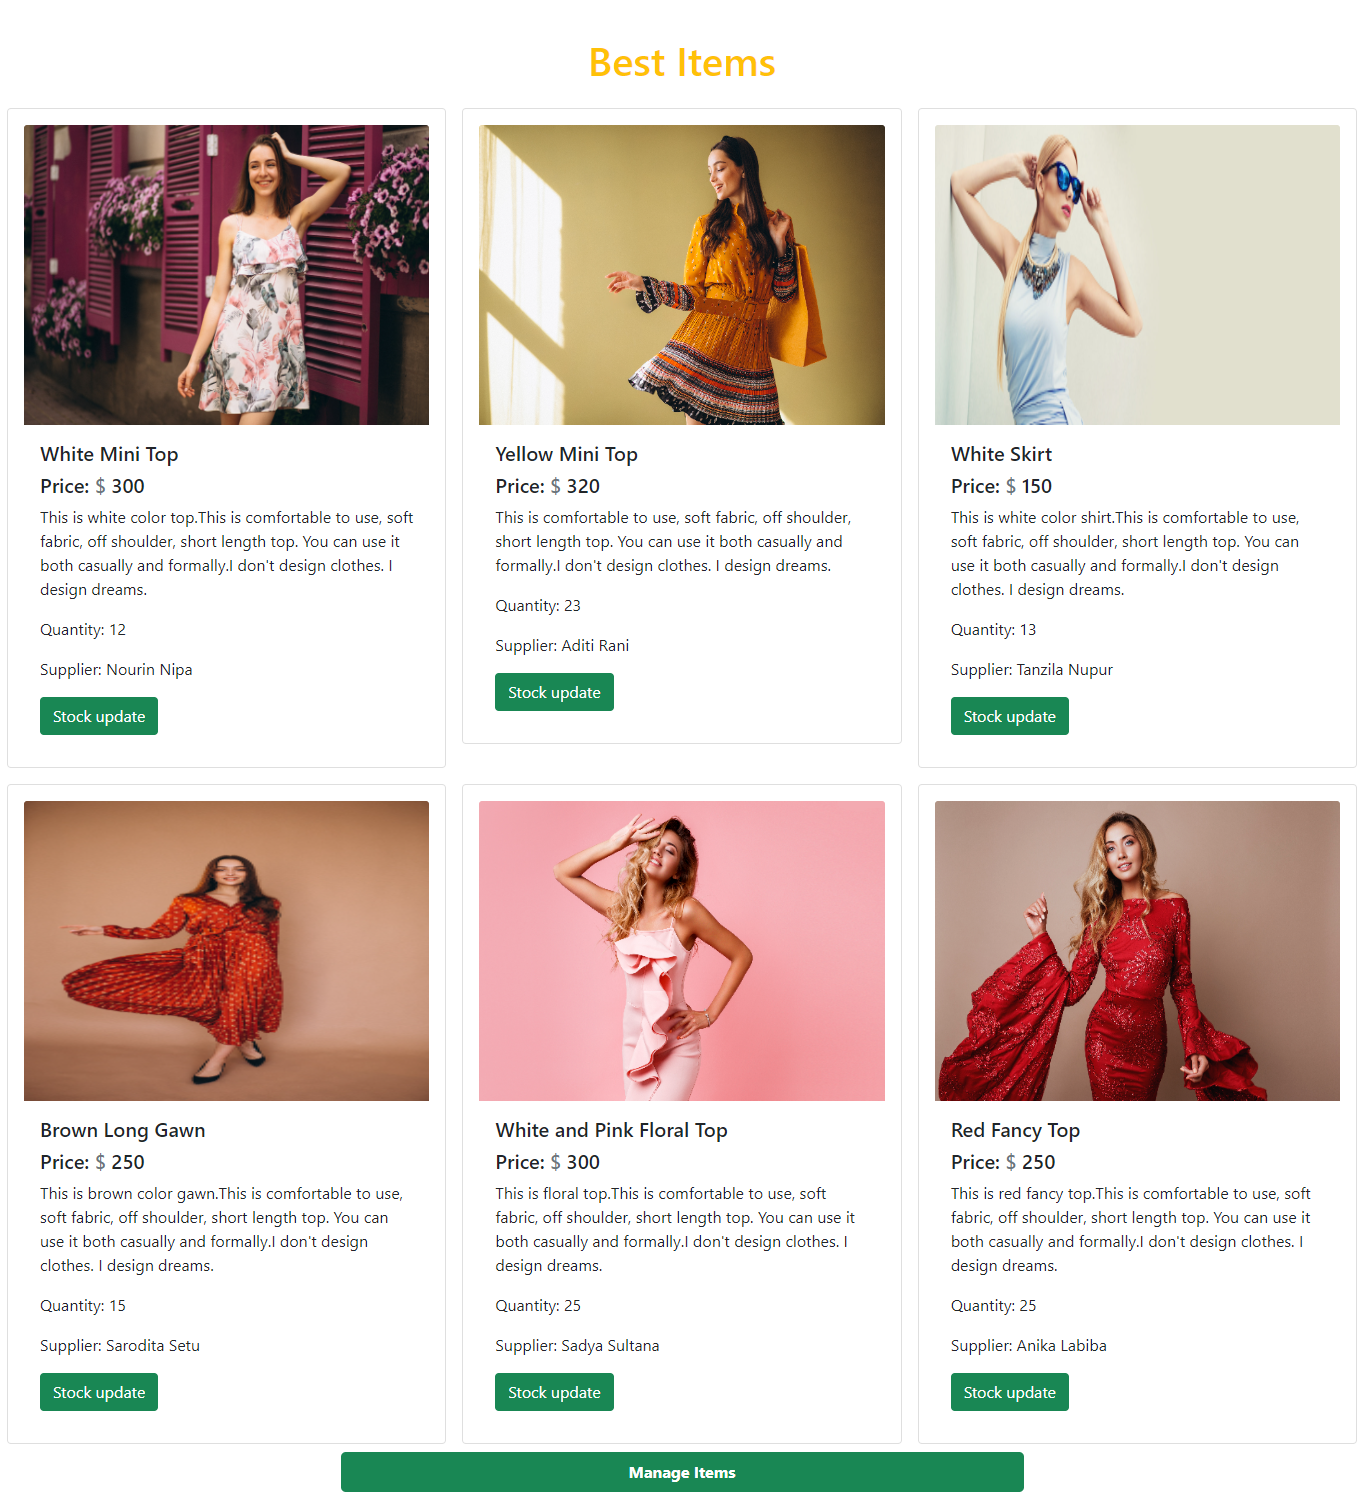 Best Items
White Mini Top
Price: $ 300
This is white color top.This is comfortable to use, soft
fabric, off shoulder, short length top. You can use it
both casually and formally.I don't design clothes. I
design dreams.
Quantity: 12
Supplier: Nourin Nipa
Stock update
Yellow Mini Top
Price: $ 320
This is comfortable to use, soft fabric, off shoulder,
short length top. You can use it both casually and
formally.I don't design clothes. I design dreams.
Quantity: 23
Supplier: Aditi Rani
Stock update
White Skirt
Price: $ 150
This is white color shirt.This is comfortable to use,
soft fabric, off shoulder, short length top. You can
use it both casually and formally.I don't design
clothes. I design dreams.
Quantity: 13
Supplier: Tanzila Nupur
Stock update
Brown Long Gawn
Price: $ 250
This is brown color gawn.This is comfortable to use,
soft fabric, off shoulder, short length top. You can
use it both casually and formally.I don't design
clothes. I design dreams.
Quantity: 15
Supplier: Sarodita Setu
Stock update
White and Pink Floral Top
Price: $ 300
This is floral top.This is comfortable to use, soft
fabric, off shoulder, short length top. You can use it
both casually and formally.I don't design clothes. I
design dreams.
Quantity: 25
Supplier: Sadya Sultana
Stock update
Red Fancy Top
Price: $ 250
This is red fancy top.This is comfortable to use, soft
fabric, off shoulder, short length top. You can use it
both casually and formally.I don't design clothes. I
design dreams.
Quantity: 25
Supplier: Anika Labiba
Stock update
Manage Items